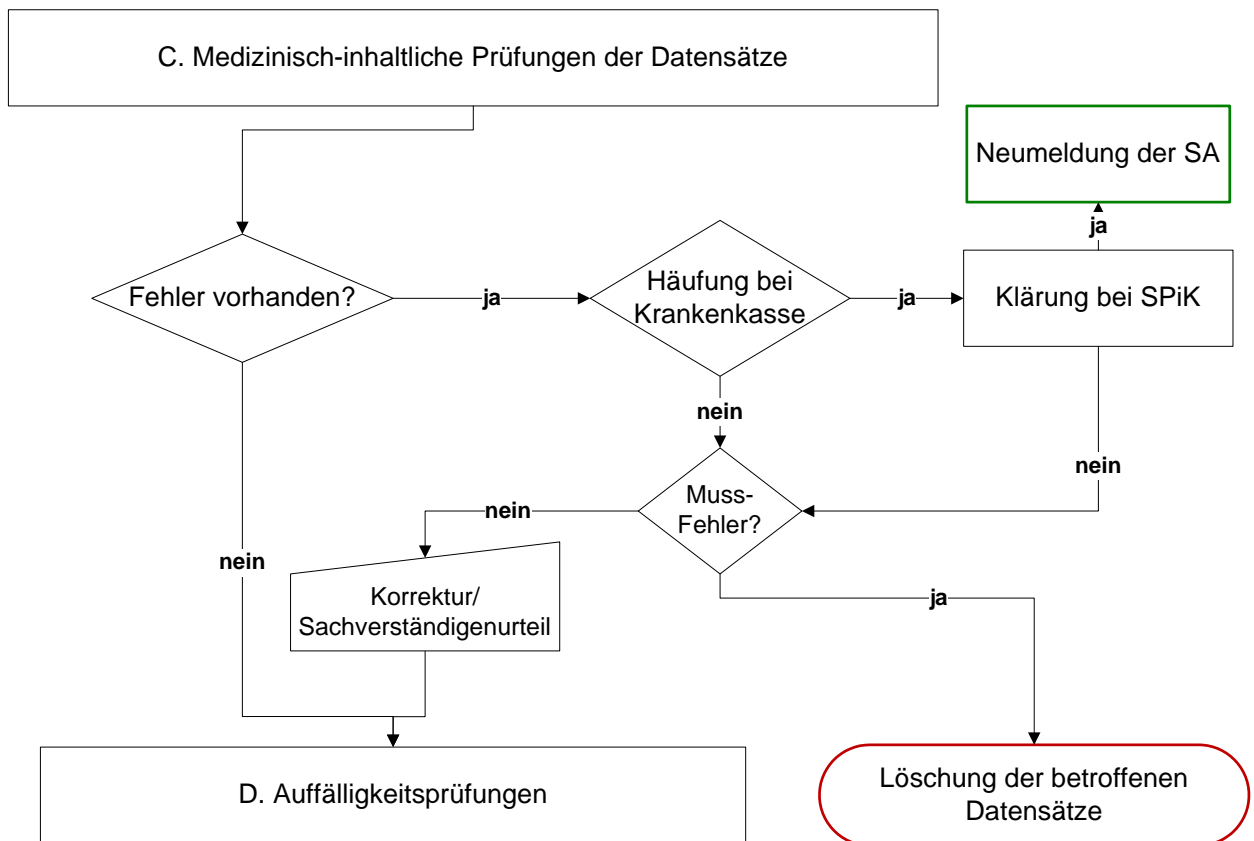 C. Medizinisch-inhaltliche Prüfungen der Datensätze
Neumeldung der SA
ja
Fehler vorhanden?
ja
Häufung bei
Krankenkasse
ja
Klärung bei SPiK
nein
nein
Muss-
Fehler?
nein
nein
Korrektur/
Sachverständigenurteil
ja
D. Auffälligkeitsprüfungen
Löschung der betroffenen
Datensätze